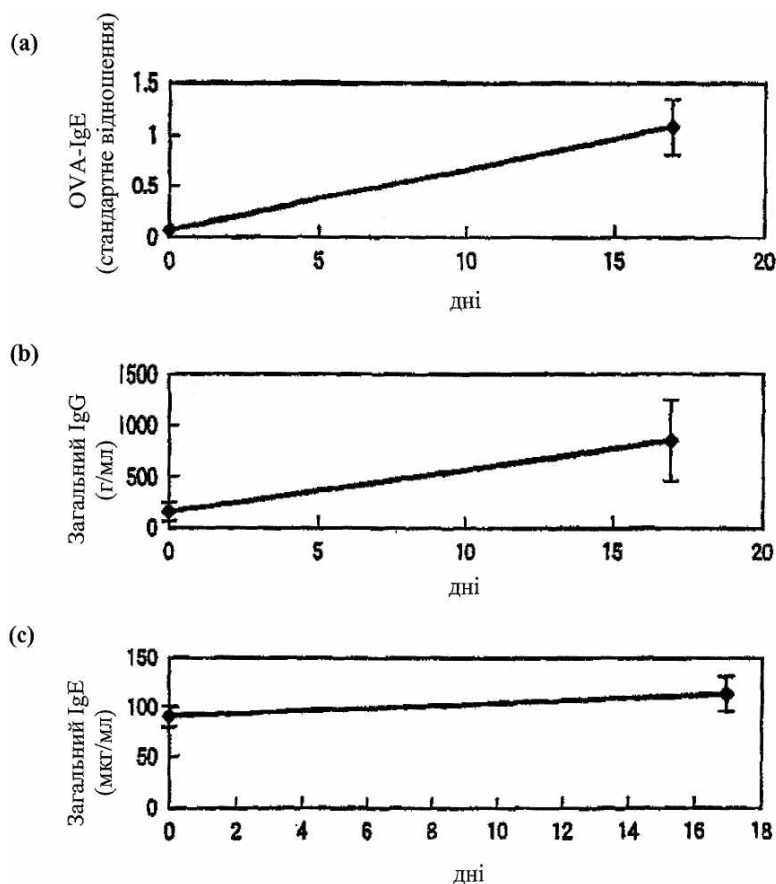 (a)
OVA-IgE
(стандартне відношення)
1.5
1
0.5
0
0 5 10 15 20
дні
(b)
Загальний IgG
(г/мл)
1500
1000
500
0
0 5 10 15 20
дні
(c)
Загальний IgE
(мкг/мл)
150
100
50
0
0 2 4 6 8 10 12 14 16 18
дні